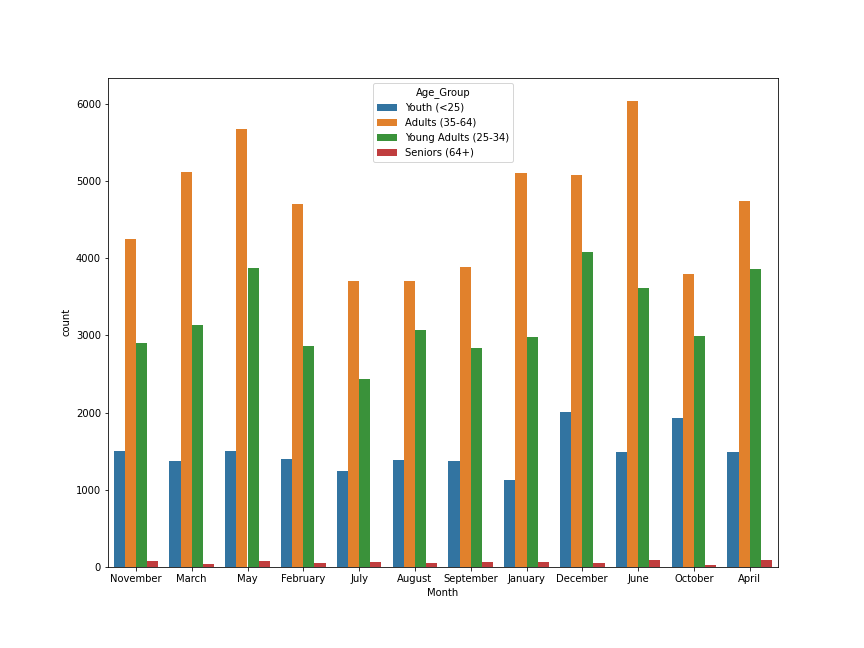 Age_Group
Youth (<25)
Adults (35-64)
Young Adults (25-34)
Seniors (64+)
6000
5000
4000
3000
2000
1000
0
count
November March May February July August September January December June October April
Month